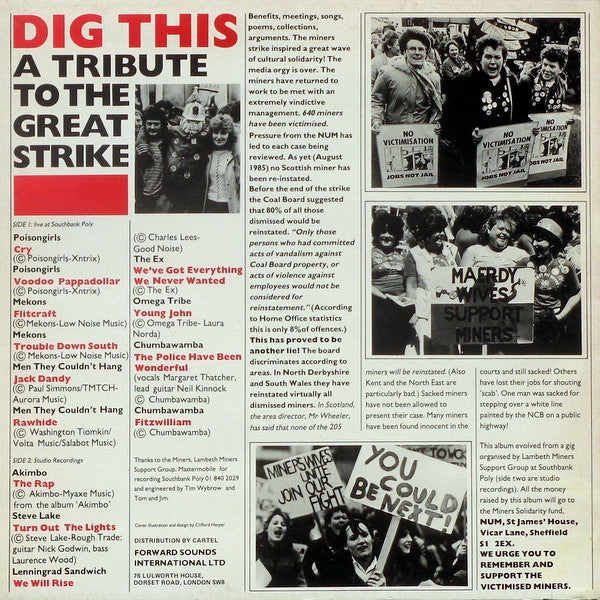 DIG THIS
A TRIBUTE
TO THE
GREAT
STRIKE
SIDE 1: live at Southbank Poly
Poisongirls
Cry
(Ⓒ Poisongirls-Xntrix)
Poisongirls
Voodoo Pappadollar
(Ⓒ Poisongirls-Xntrix)
Mekons
Flitcraft
(Ⓒ Mekons-Low Noise Music)
Mekons
Trouble Down South
(Ⓒ Mekons-Low Noise Music)
Men They Couldn't Hang
Jack Dandy
(Ⓒ Paul Simmons/TMTCH-
Aurora Music)
Men They Couldn't Hang
Rawhide
(Ⓒ Washington Tiomkin/
Volta Music/Salabot Music)
SIDE 2: Studio Recordings
Akimbo
The Rap
(Ⓒ Akimbo-Myaxe Music)
from the album 'Akimbo'
Steve Lake
Turn Out The Lights
(Ⓒ Steve Lake-Rough Trade:
guitar Nick Godwin, bass
Laurence Wood)
Lenningrad Sandwich
We Will Rise
(Ⓒ Charles Lees-
Good Noise)
The Ex
We've Got Everything
We Never Wanted
(Ⓒ The Ex)
Omega Tribe
Young John
(Ⓒ Omega Tribe- Laura
Norda)
Chumbawamba
The Police Have Been
Wonderful
(vocals Margaret Thatcher,
lead guitar Neil Kinnock
Ⓒ Chumbawamba)
Chumbawamba
Fitzwilliam
(Ⓒ Chumbawamba)
Thanks to the Miners, Lambeth Miners
Support Group, Mastermobile for
recording Southbank Poly 01 840 2029
and engineered by Tim Wybrow and
Tom and Jim.
Cover illustration and design by Clifford Harper
DISTRIBUTION BY CARTEL
FORWARD SOUNDS
INTERNATIONAL LTD
76 LULWORTH HOUSE,
DORSET ROAD, LONDON SW8
Benefits, meetings, songs,
poems, collections,
arguments. The miners
strike inspired a great wave
of cultural solidarity! The
media orgy is over. The
miners have returned to
work to be met with an
extremely vindictive
management. 640 miners
have been victimised.
Pressure from the NUM has
led to each case being
reviewed. As yet (August
1985) no Scottish miner has
been re-instated.
Before the end of the strike
the Coal Board suggested
that 80% of all those
dismissed would be
reinstated. "Only those
persons who had committed
acts of vandalism against
Coal Board property, or
acts of violence against
employees would not be
considered for
reinstatement." (According
to Home Office statistics
this is only 8%of offences.)
This has proved to be
another lie! The board
discriminates according to
areas. In North Derbyshire
and South Wales they have
reinstated virtually all
dismissed miners. In Scotland,
the area director, Mr Wheeler,
has said that none of the 205
NO
VICTIMISATION
JOBS NOT JAIL
NO
VICTIMISATION
JOBS NOT JAIL
NO
JOBS NOT JAIL
MAERDY
WIVES
SUPPORT
MINERS
miners will be reinstated. (Also
Kent and the North East are
particularly bad.) Sacked miners
have not been allowed to
present their case. Many miners
have been found innocent in the
courts and still sacked! Others
have lost their jobs for shouting
'scab'. One man was sacked for
stepping over a white line
painted by the NCB on a public
highway!
MINERS WIVES
UNITE
JOIN OUR
FIGHT
YOU
COULD
BE NEXT!
This album evolved from a gig
organised by Lambeth Miners
Support Group at Southbank
Poly (side two are studio
recordings). All the money
raised by this album will go to
the Miners Solidarity fund,
NUM, St James' House,
Vicar Lane, Sheffield
S1 2EX.
WE URGE YOU TO
REMEMBER AND
SUPPORT THE
VICTIMISED MINERS.